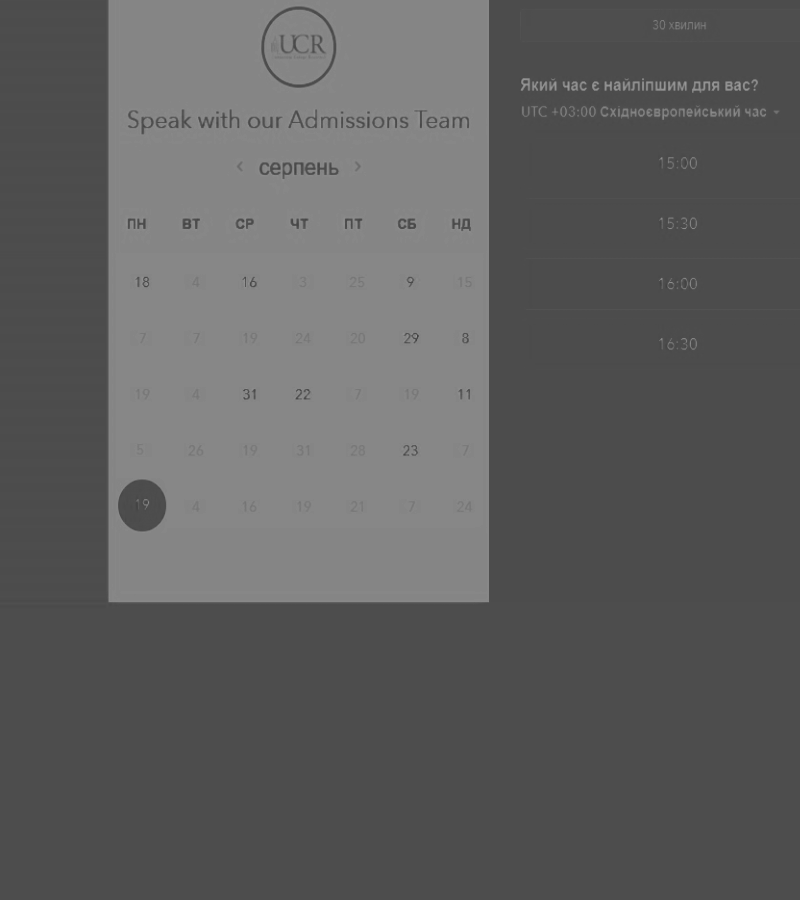 UCR
Speak with our Admissions Team
‹ серпень ›
ПН ВТ СР ЧТ ПТ СБ НД
18 4 16 3 25 9 15
7 7 19 24 20 29 8
19 4 31 22 7 19 11
5 26 19 31 28 23 7
19 4 16 19 21 7 24
30 хвилин
Який час є найліпшим для вас?
UTC +03:00 Східноєвропейський час
15:00
15:30
16:00
16:30